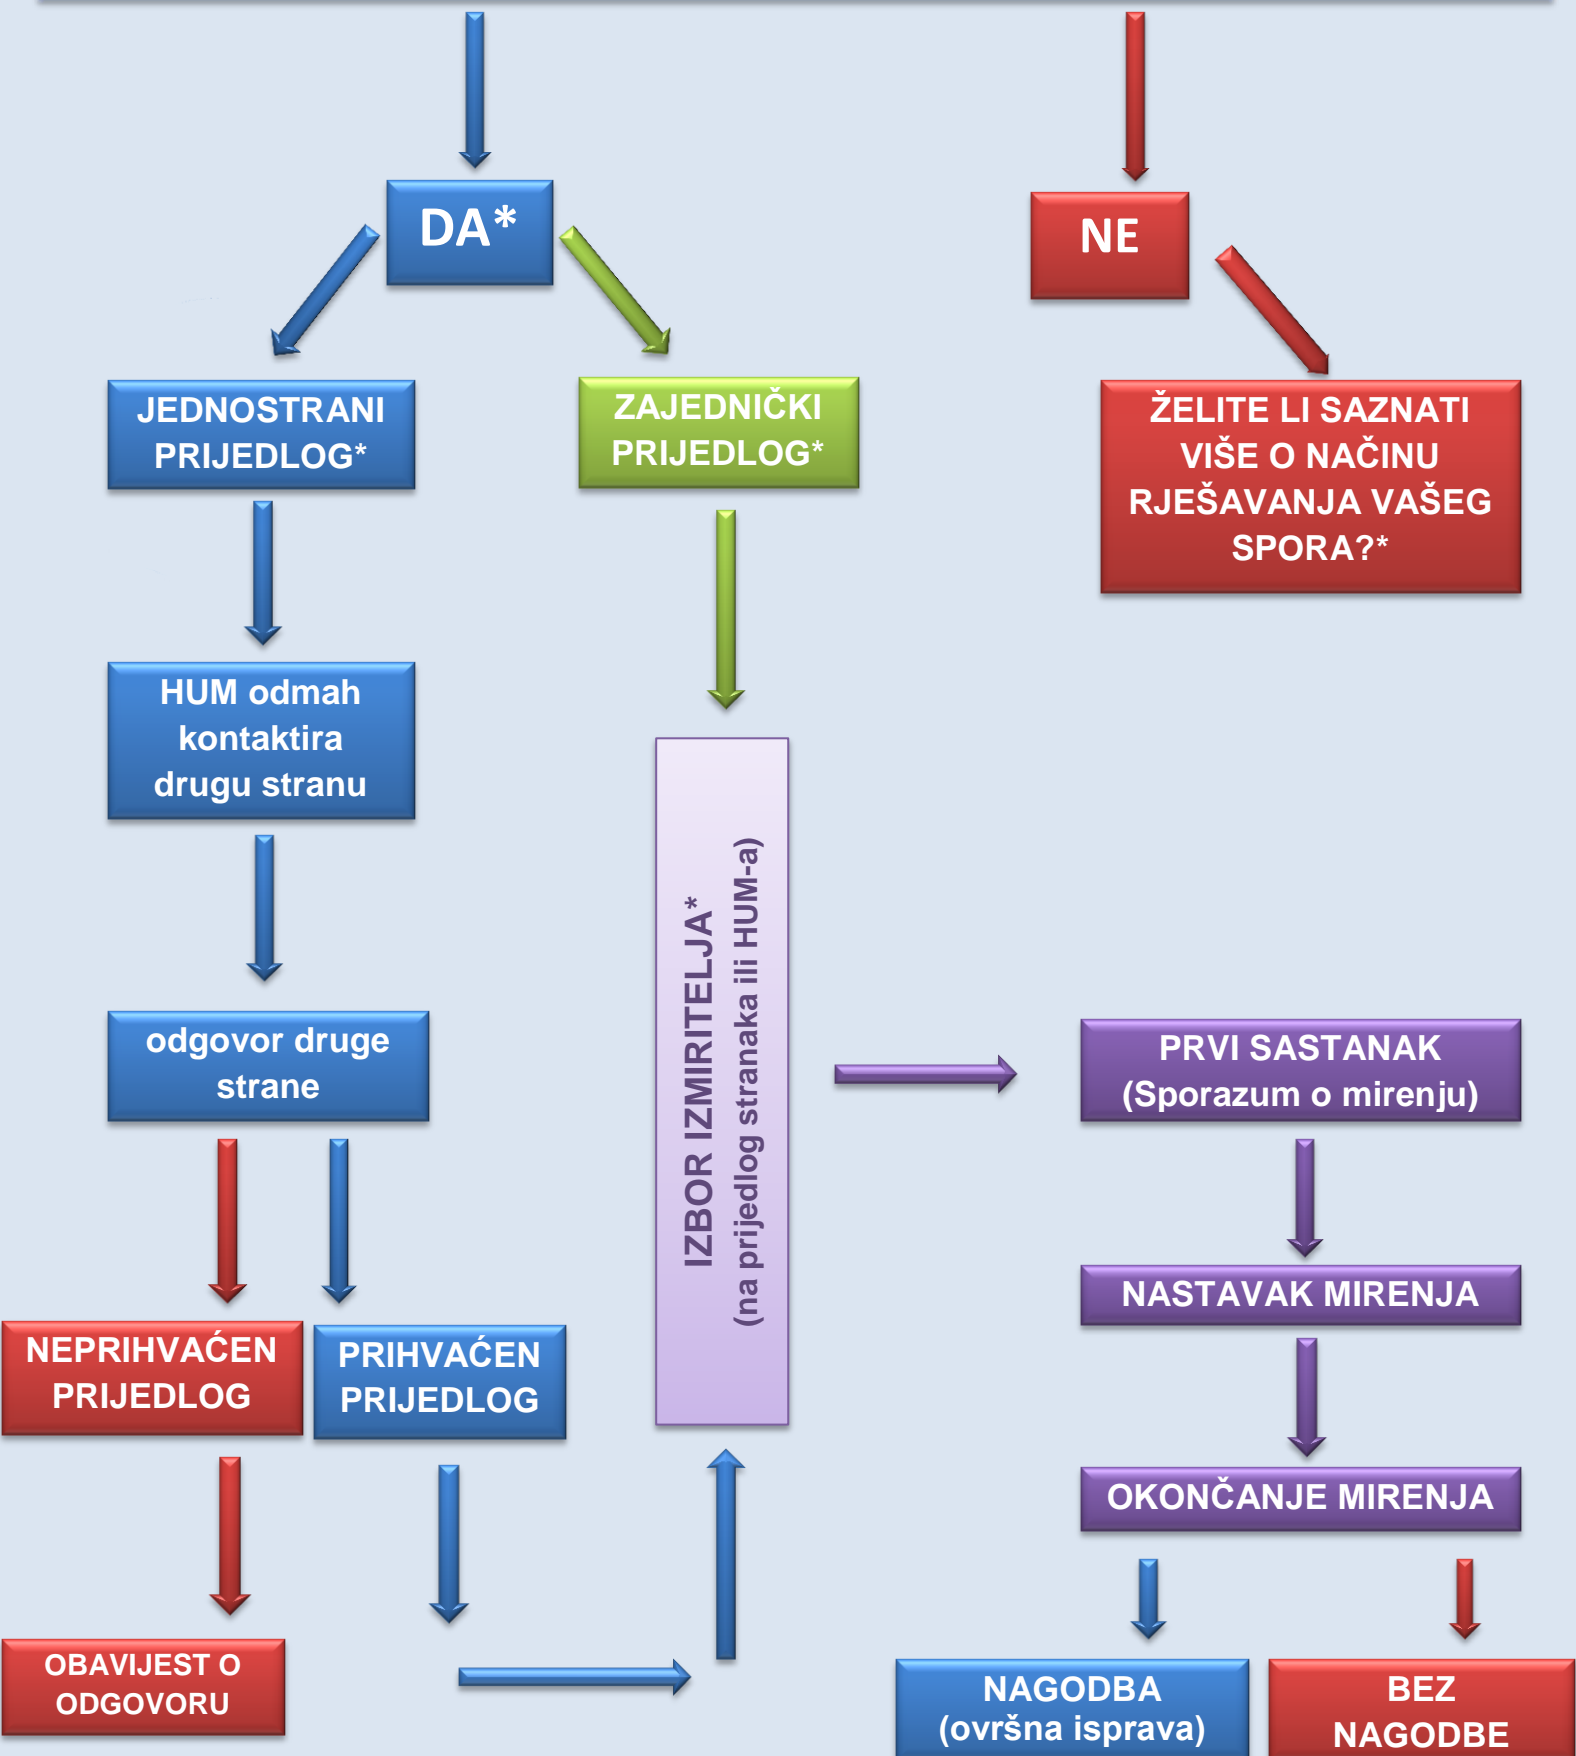 DA*
NE
JEDNOSTRANI
PRIJEDLOG*
ZAJEDNIČKI
PRIJEDLOG*
ŽELITE LI SAZNATI
VIŠE O NAČINU
RJEŠAVANJA VAŠEG
SPORA?*
HUM odmah
kontaktira
drugu stranu
odgovor druge
strane
IZBOR IZMIRITELJA*
(na prijedlog stranaka ili HUM-a)
PRVI SASTANAK
(Sporazum o mirenju)
NASTAVAK MIRENJA
NEPRIHVAĆEN
PRIJEDLOG
PRIHVAĆEN
PRIJEDLOG
OKONČANJE MIRENJA
OBAVIJEST O
ODGOVORU
NAGODBA
(ovršna isprava)
BEZ
NAGODBE